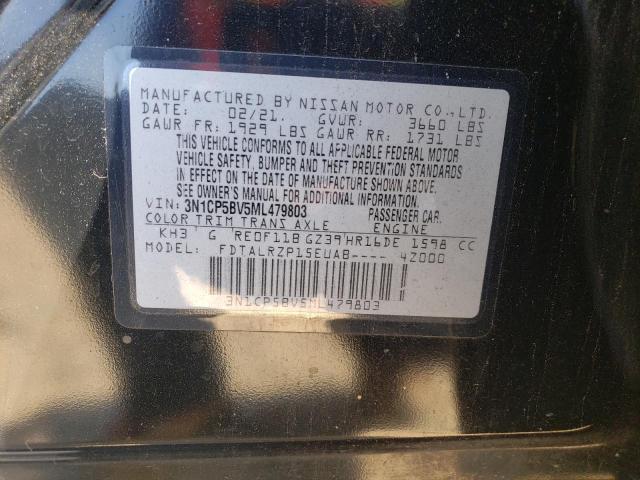 MANUFACTURED BY NISSAN MOTOR CO.,LTD.
DATE: 02/21. GVWR: 3660 LBS
GAWR FR: 1929 LBS GAWR RR: 1731 LBS
THIS VEHICLE CONFORMS TO ALL APPLICABLE FEDERAL MOTOR
VEHICLE SAFETY, BUMPER AND THEFT PREVENTION STANDARDS
IN EFFECT ON THE DATE OF MANUFACTURE SHOWN ABOVE.
SEE OWNER'S MANUAL FOR ADDITIONAL INFORMATION
VIN: 3N1CP5BV5ML479803 PASSENGER CAR.
COLOR TRIM TRANS AXLE ENGINE
KH3 G RE0F11B GZ39 HR16DE 1598 CC
MODEL: FDTALRZP15EUAB---- 4Z000
3N1CP5BV5ML479803